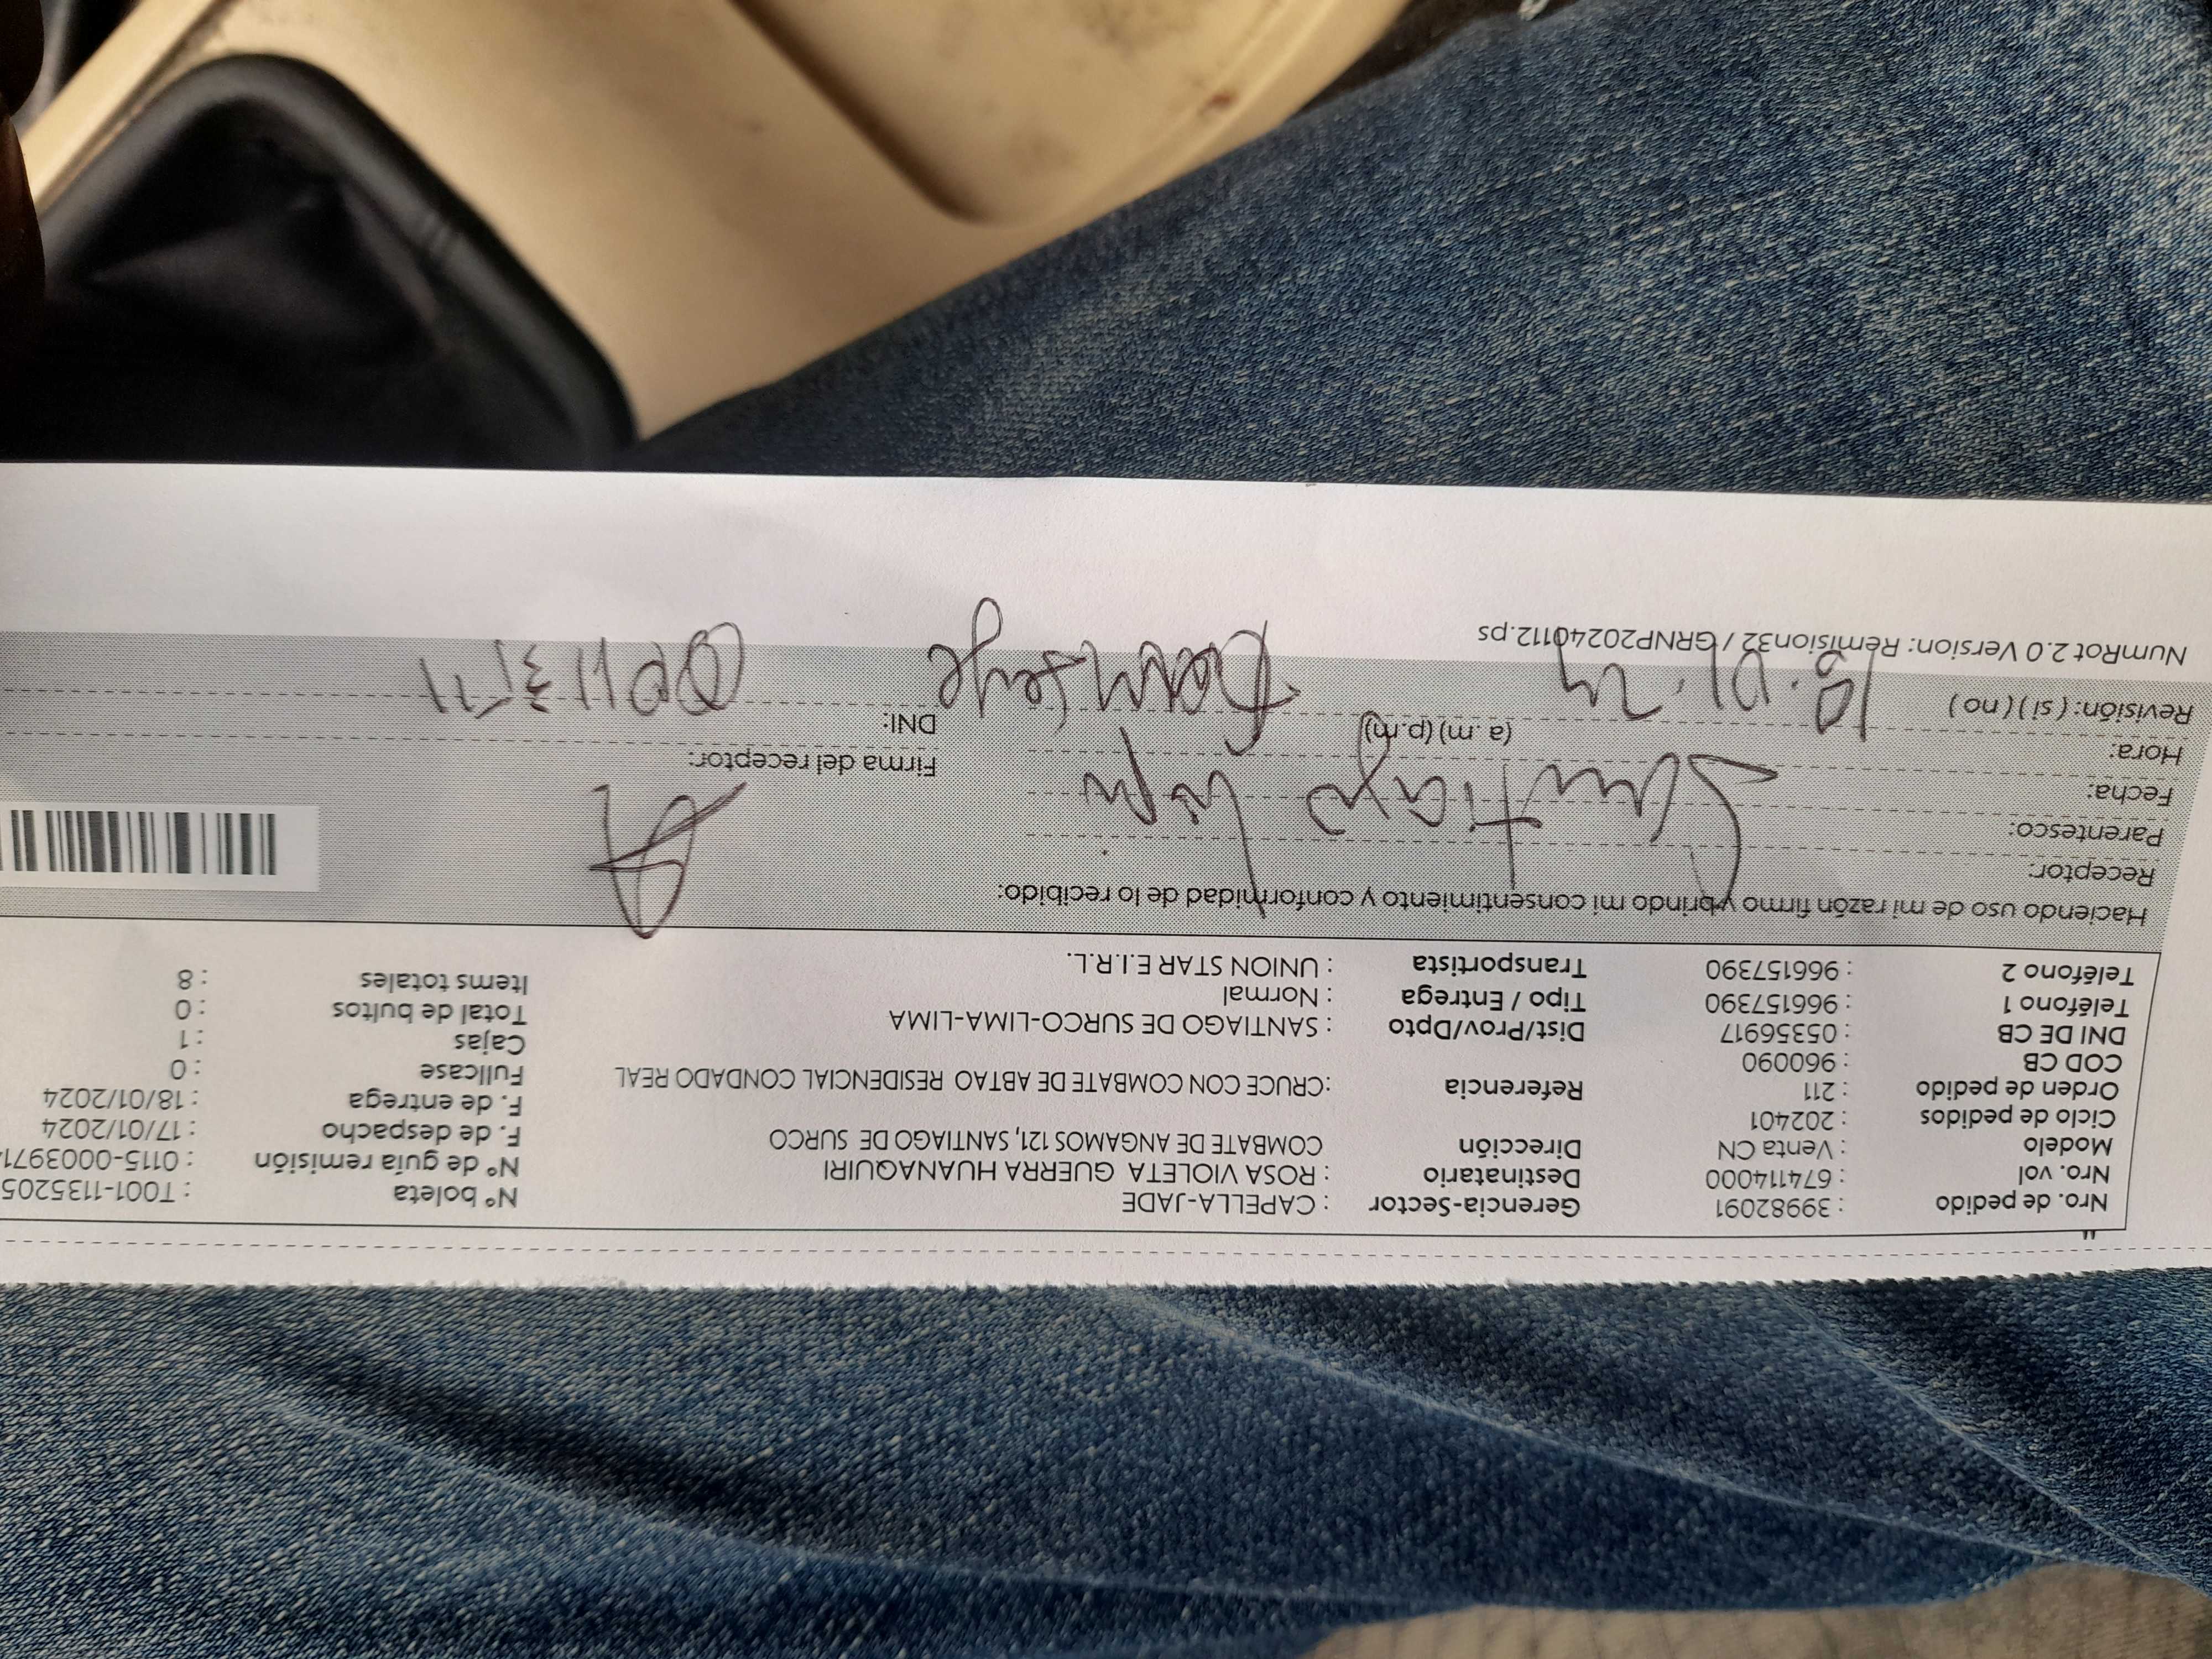 Nro. de pedido : 39982091 Gerencia-Sector : CAPELLA-JADE N° boleta : T001-1135205
Nro. vol : 674114000 Destinatario : ROSA VIOLETA GUERRA HUANAQUIRI N° de guía remisión : 0115-0003971
Modelo : Venta CN Dirección COMBATE DE ANGAMOS 121, SANTIAGO DE SURCO F. de despacho : 17/01/2024
Ciclo de pedidos : 202401 F. de entrega : 18/01/2024
Orden de pedido : 211 Referencia : CRUCE CON COMBATE DE ABTAO RESIDENCIAL CONDADO REAL Fullcase : 0
COD CB : 960090 Cajas : 1
DNI DE CB : 05356917 Dist/Prov/Dpto : SANTIAGO DE SURCO-LIMA-LIMA Total de bultos : 0
Teléfono 1 : 966157390 Tipo / Entrega : Normal Items totales : 8
Teléfono 2 : 966157390 Transportista : UNION STAR E.I.R.L.
Haciendo uso de mi razón firmo y brindo mi consentimiento y conformidad de lo recibido:
Receptor:
Parentesco: Santiago
Fecha:
Hora: (a.m) (p.m) Firma del receptor:
Revisión: (si) (no) 18.01.24 DNI:
NumRot 2.0 Version: Remision32 / GRNP20240112.ps